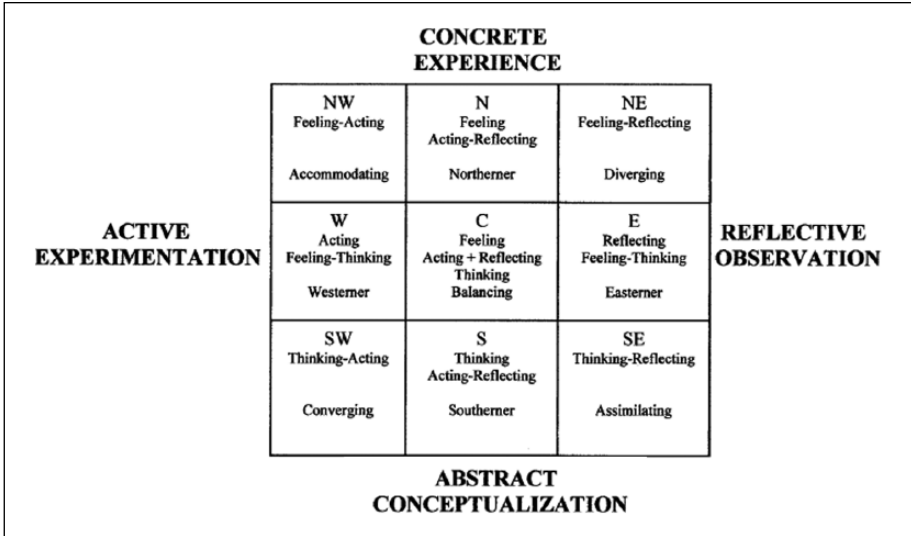 CONCRETE
EXPERIENCE
NW
Feeling-Acting
Accommodating
N
Feeling
Acting-Reflecting
Northerner
NE
Feeling-Reflecting
Diverging
ACTIVE
EXPERIMENTATION
W
Acting
Feeling-Thinking
Westerner
C
Feeling
Acting + Reflecting
Thinking
Balancing
E
Reflecting
Feeling-Thinking
Easterner
REFLECTIVE
OBSERVATION
SW
Thinking-Acting
Converging
S
Thinking
Acting-Reflecting
Southerner
SE
Thinking-Reflecting
Assimilating
ABSTRACT
CONCEPTUALIZATION